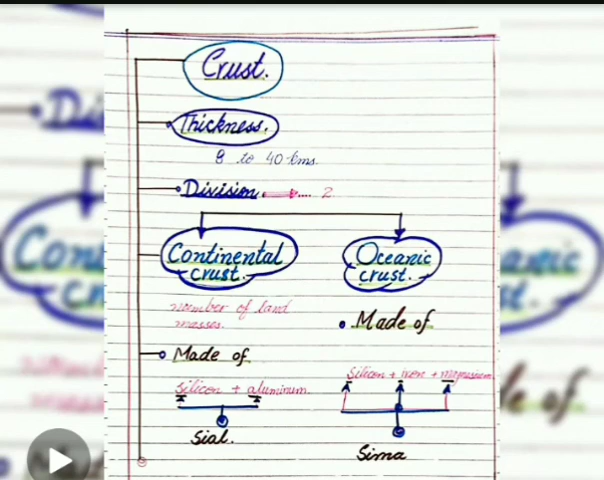 Crust.
Thickness.
8 to 40 kms.
Division .... 2
Continental
crust.
Oceanic
crust.
Number of land
masses.
Made of
Silicon + aluminum.
Sial.
Made of
Silicon + iron + magnesium
Sima